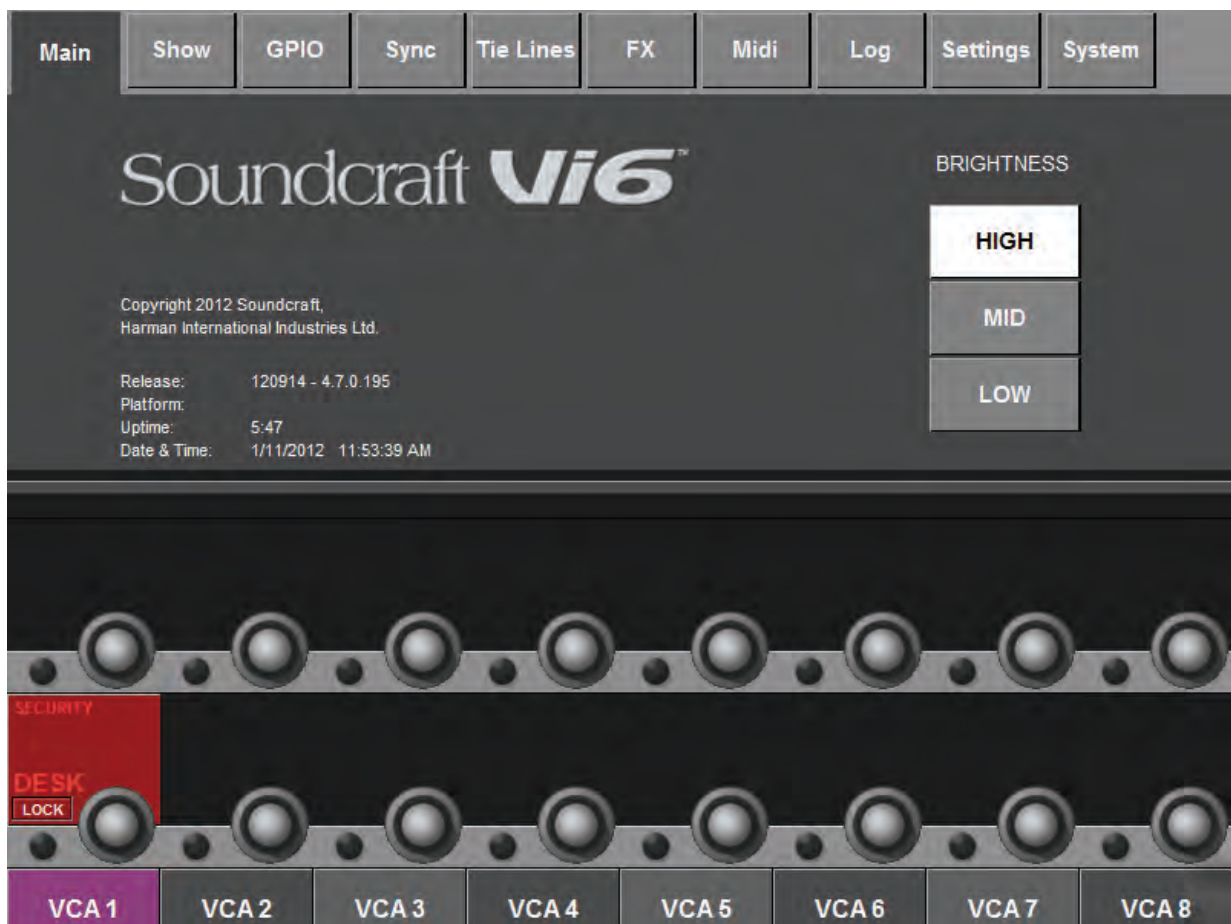 Main Show GPIO Sync Tie Lines FX Midi Log Settings System
Soundcraft Vi6™
BRIGHTNESS
HIGH
MID
LOW
Copyright 2012 Soundcraft,
Harman International Industries Ltd.
Release: 120914 - 4.7.0.195
Platform:
Uptime: 5:47
Date & Time: 1/11/2012 11:53:39 AM
SECURITY
DESK
LOCK
VCA 1 VCA 2 VCA 3 VCA 4 VCA 5 VCA 6 VCA 7 VCA 8